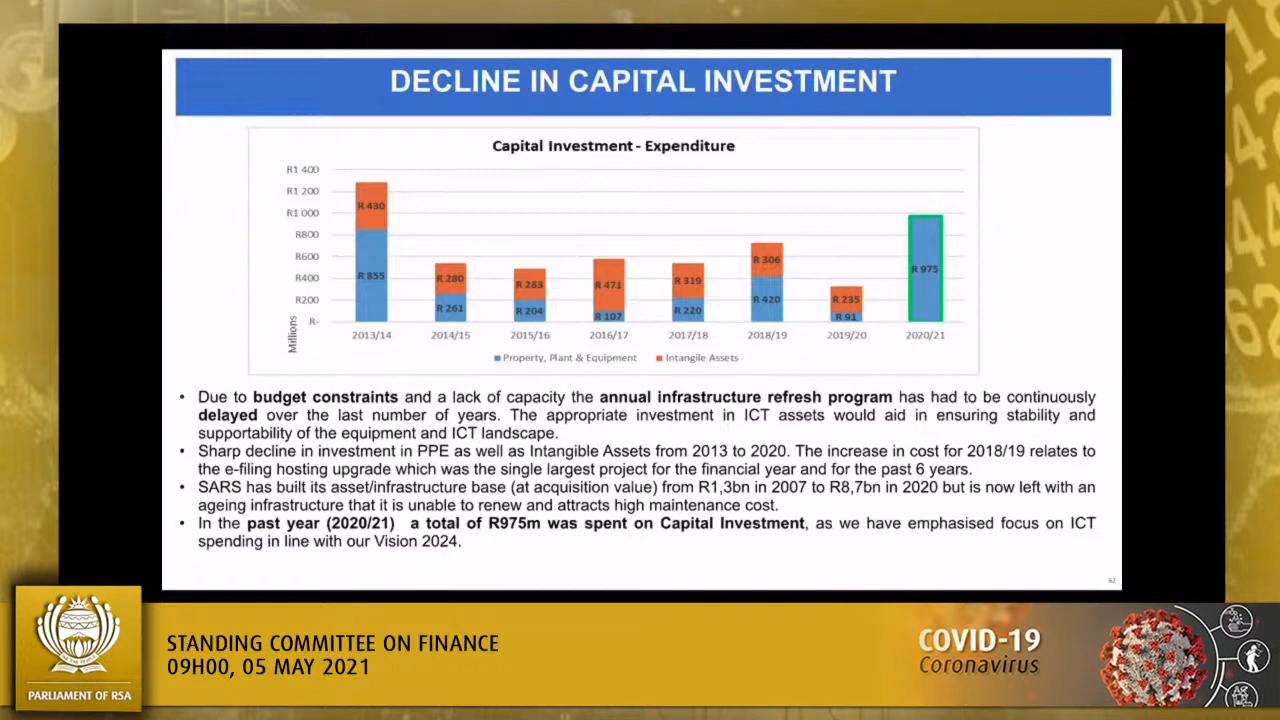 DECLINE IN CAPITAL INVESTMENT
Capital Investment - Expenditure
R1 400
R1 200
R1 000
R800
R600
R400
R200
R-
Millions
R 430
R 855
R 280
R 261
R 283
R 204
R 471
R 107
R 319
R 220
R 306
R 420
R 235
R 91
R 975
2013/14 2014/15 2015/16 2016/17 2017/18 2018/19 2019/20 2020/21
Property, Plant & Equipment Intangile Assets
• Due to budget constraints and a lack of capacity the annual infrastructure refresh program has had to be continuously
delayed over the last number of years. The appropriate investment in ICT assets would aid in ensuring stability and
supportability of the equipment and ICT landscape.
• Sharp decline in investment in PPE as well as Intangible Assets from 2013 to 2020. The increase in cost for 2018/19 relates to
the e-filing hosting upgrade which was the single largest project for the financial year and for the past 6 years.
• SARS has built its asset/infrastructure base (at acquisition value) from R1,3bn in 2007 to R8,7bn in 2020 but is now left with an
ageing infrastructure that it is unable to renew and attracts high maintenance cost.
• In the past year (2020/21) a total of R975m was spent on Capital Investment, as we have emphasised focus on ICT
spending in line with our Vision 2024.
62
STANDING COMMITTEE ON FINANCE
09H00, 05 MAY 2021
PARLIAMENT OF RSA
COVID-19
Coronavirus